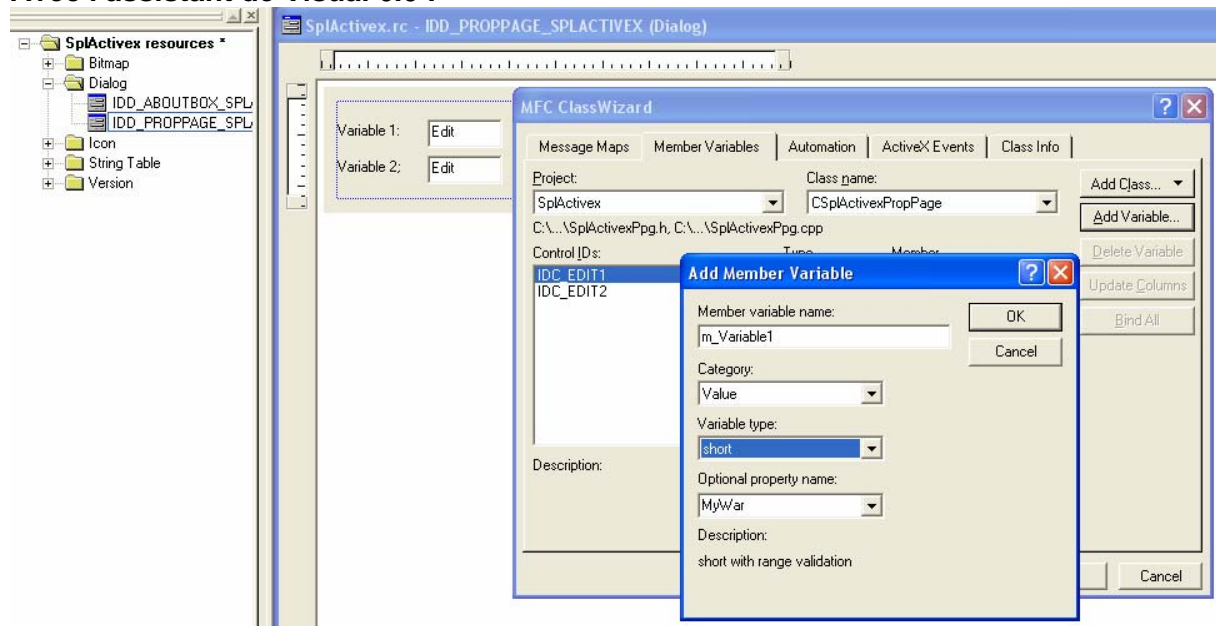 SplActivex.rc - IDD_PROPPAGE_SPLACTIVEX (Dialog)
SplActivex resources *
Bitmap
Dialog
IDD_ABOUTBOX_SPL
IDD_PROPPAGE_SPL
Icon
String Table
Version
Variable 1:
Edit
Variable 2;
Edit
MFC ClassWizard
Message Maps
Member Variables
Automation
ActiveX Events
Class Info
Project:
Class name:
SplActivex
CSplActivexPropPage
Add Class...
C:\...\SplActivexPpg.h, C:\...\SplActivexPpg.cpp
Add Variable...
Control IDs:
Delete Variable
IDC_EDIT1
IDC_EDIT2
Update Columns
Bind All
Description:
Cancel
Add Member Variable
Member variable name:
OK
m_Variable1
Cancel
Category:
Value
Variable type:
short
Optional property name:
MyWar
Description:
short with range validation